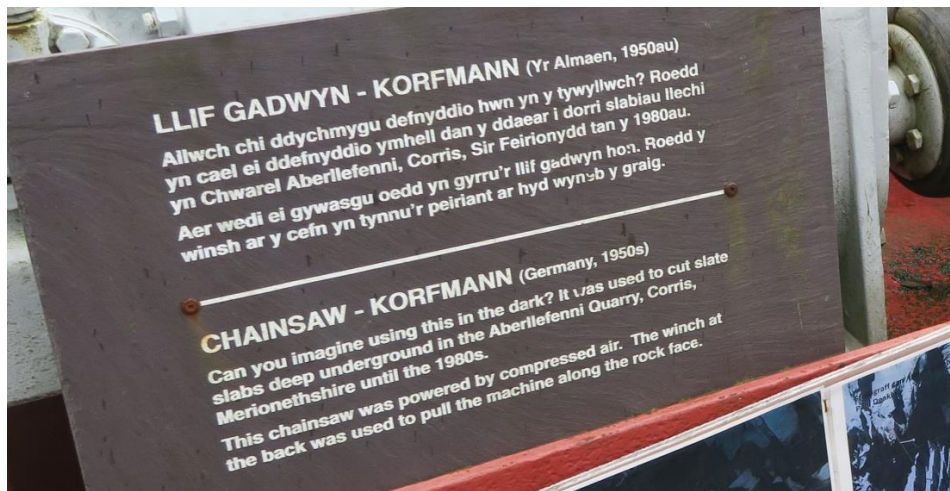 LLIF GADWYN - KORFMANN (Yr Almaen, 1950au)
Allwch chi ddychmygu defnyddio hwn yn y tywyllwch? Roedd
yn cael ei ddefnyddio ymhell dan y ddaear i dorri slabiau llechi
yn Chwarel Aberllefenni, Corris, Sir Feirionydd tan y 1980au.
Aer wedi ei gywasgu oedd yn gyrru'r llif gadwyn hon. Roedd y
winsh ar y cefn yn tynnu'r peiriant ar hyd wyneb y graig.
CHAINSAW - KORFMANN (Germany, 1950s)
Can you imagine using this in the dark? It was used to cut slate
slabs deep underground in the Aberllefenni Quarry, Corris,
Merionethshire until the 1980s.
This chainsaw was powered by compressed air. The winch at
the back was used to pull the machine along the rock face.